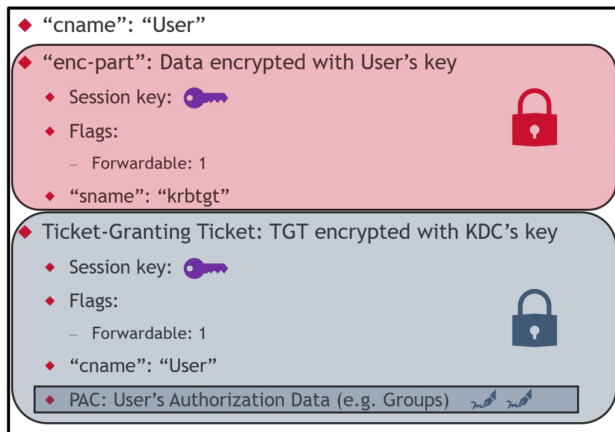 “cname”: “User”
“enc-part”: Data encrypted with User’s key
Session key:
Flags:
– Forwardable: 1
“sname”: “krbtgt”
Ticket-Granting Ticket: TGT encrypted with KDC’s key
Session key:
Flags:
– Forwardable: 1
“cname”: “User”
PAC: User’s Authorization Data (e.g. Groups)